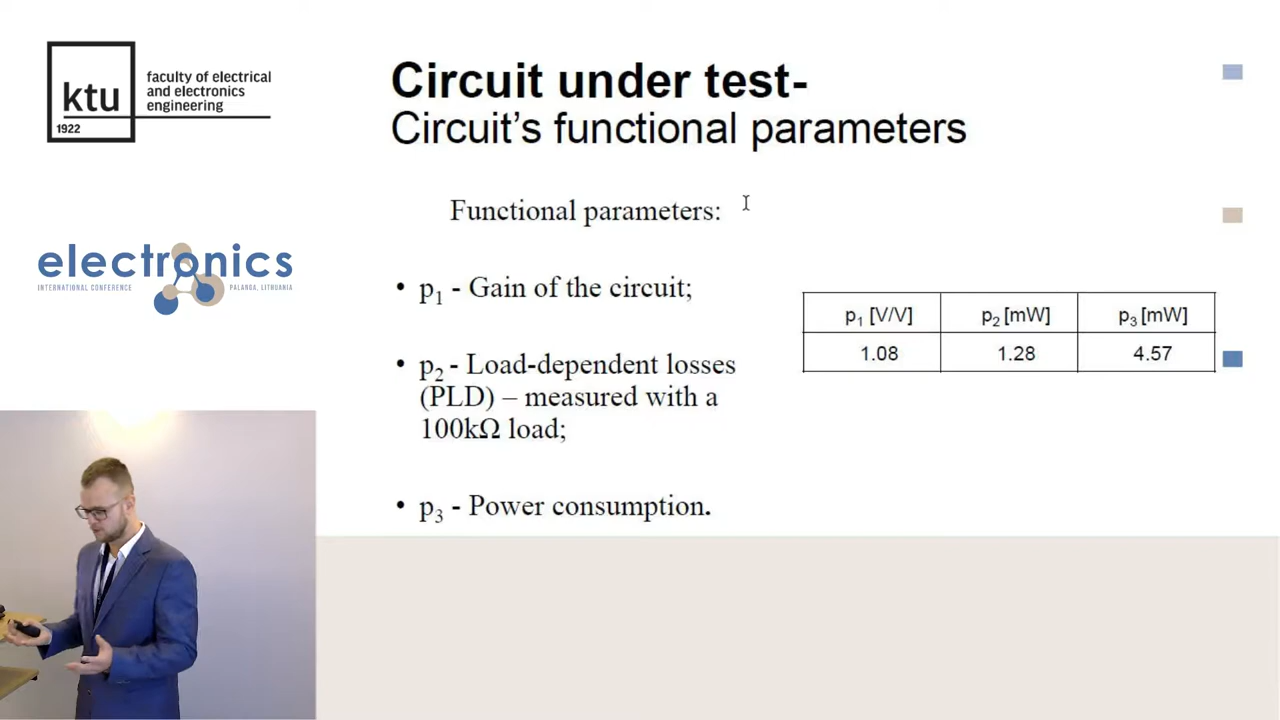 ktu
1922
faculty of electrical
and electronics
engineering
electronics
INTERNATIONAL CONFERENCE
PALANGA, LITHUANIA
Circuit under test-
Circuit's functional parameters
Functional parameters:
• p₁ - Gain of the circuit;
• p₂ - Load-dependent losses
(PLD) – measured with a
100kΩ load;
• p₃ - Power consumption.
p₁ [V/V] p₂ [mW] p₃ [mW]
1.08 1.28 4.57